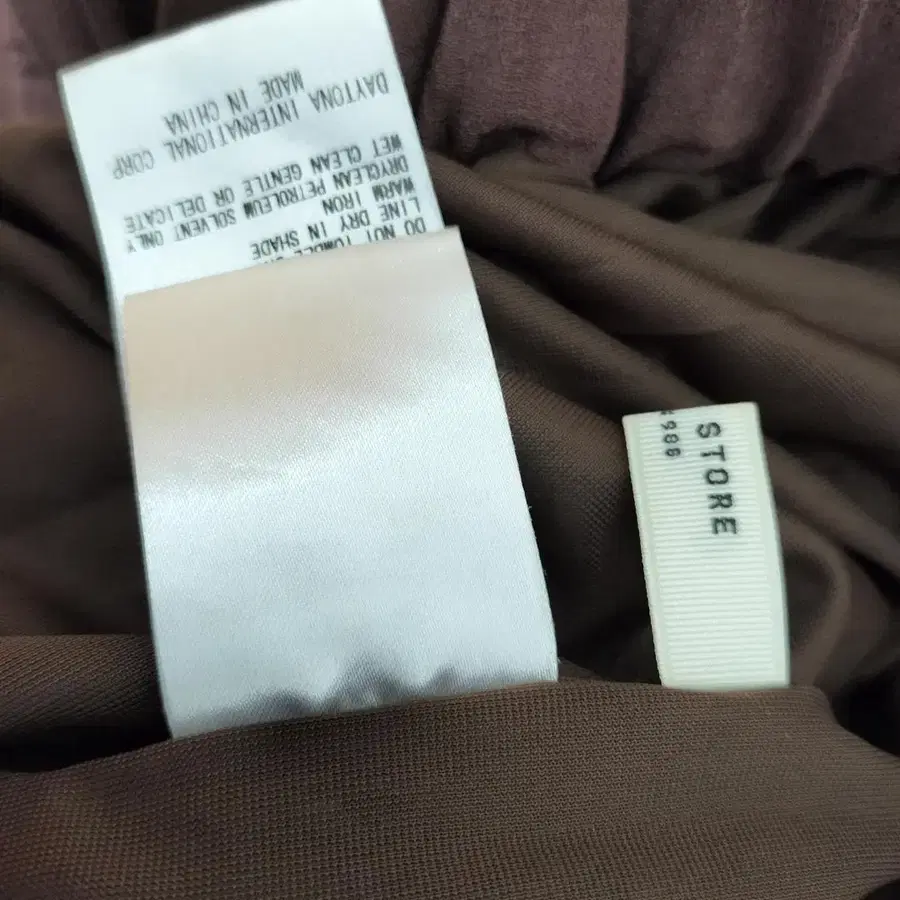 DO NOT TUMBLE
LINE DRY IN SHADE
WARM IRON
DRYCLEAN PETROLEUM SOLVENT ONLY
WET CLEAN GENTLE OR DELICATE
DAYTONA INTERNATIONAL CORP
MADE IN CHINA
STORE